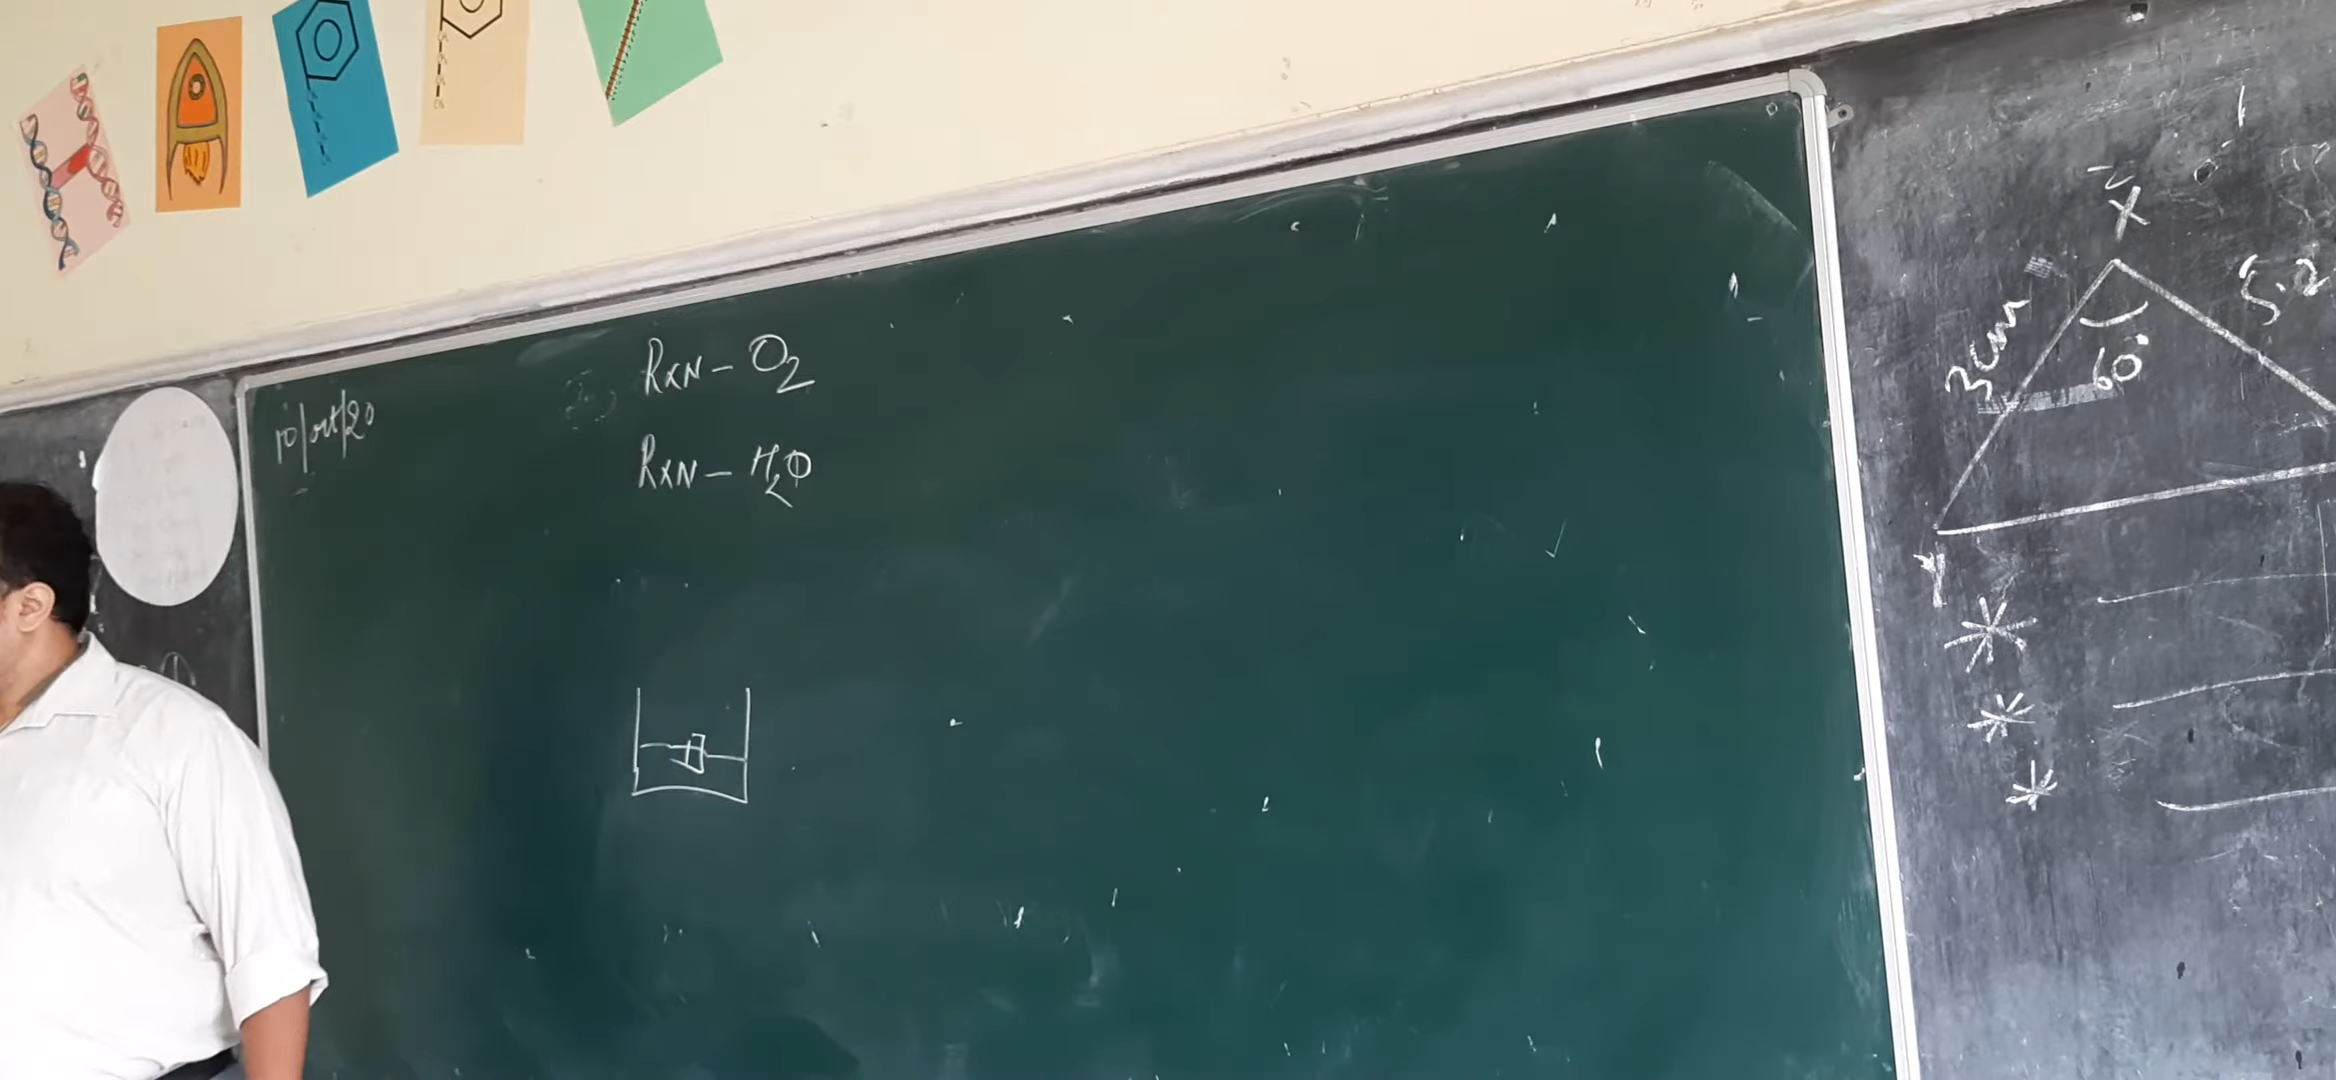 10/oct/20
RXN - O2
RXN - H2O
X
3cm
60°
5.2
Y